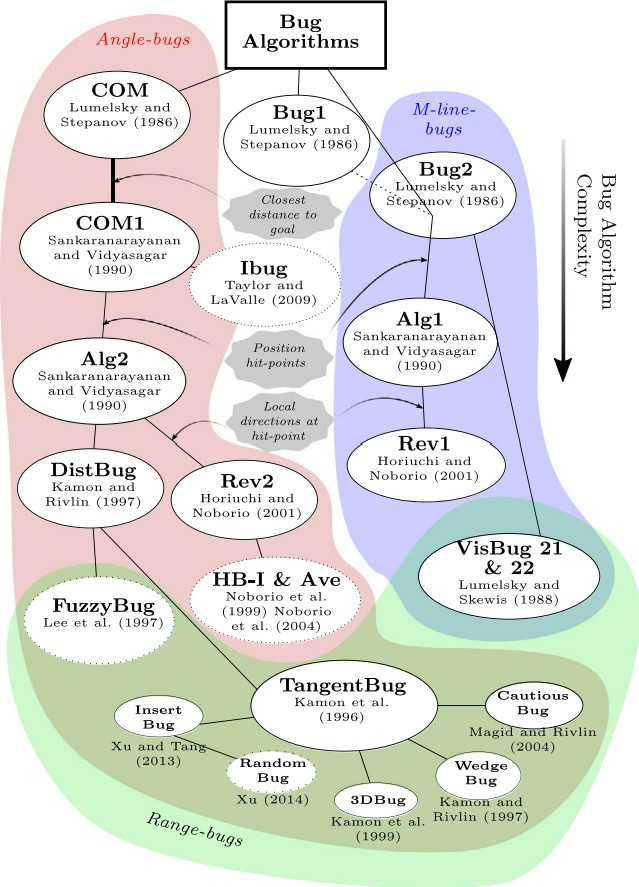 Bug
Algorithms
Angle-bugs
COM
Lumelsky and
Stepanov (1986)
Bug1
Lumelsky and
Stepanov (1986)
M-line-
bugs
Bug2
Lumelsky and
Stepanov (1986)
Bug Algorithm
Complexity
Closest
distance to
goal
COM1
Sankaranarayanan
and Vidyasagar
(1990)
Ibug
Taylor and
LaValle (2009)
Alg1
Sankaranarayanan
and Vidyasagar
(1990)
Position
hit-points
Alg2
Sankaranarayanan
and Vidyasagar
(1990)
Local
directions at
hit-point
Rev1
Horiuchi and
Noborio (2001)
DistBug
Kamon and
Rivlin (1997)
Rev2
Horiuchi and
Noborio (2001)
VisBug 21
& 22
Lumelsky and
Skewis (1988)
HB-I & Ave
Noborio et al.
(1999) Noborio
et al. (2004)
FuzzyBug
Lee et al. (1997)
TangentBug
Kamon et al.
(1996)
Cautious
Bug
Magid and Rivlin
(2004)
Insert
Bug
Xu and Tang
(2013)
Random
Bug
Xu (2014)
Wedge
Bug
Kamon and
Rivlin (1997)
3DBug
Kamon et al.
(1999)
Range-bugs